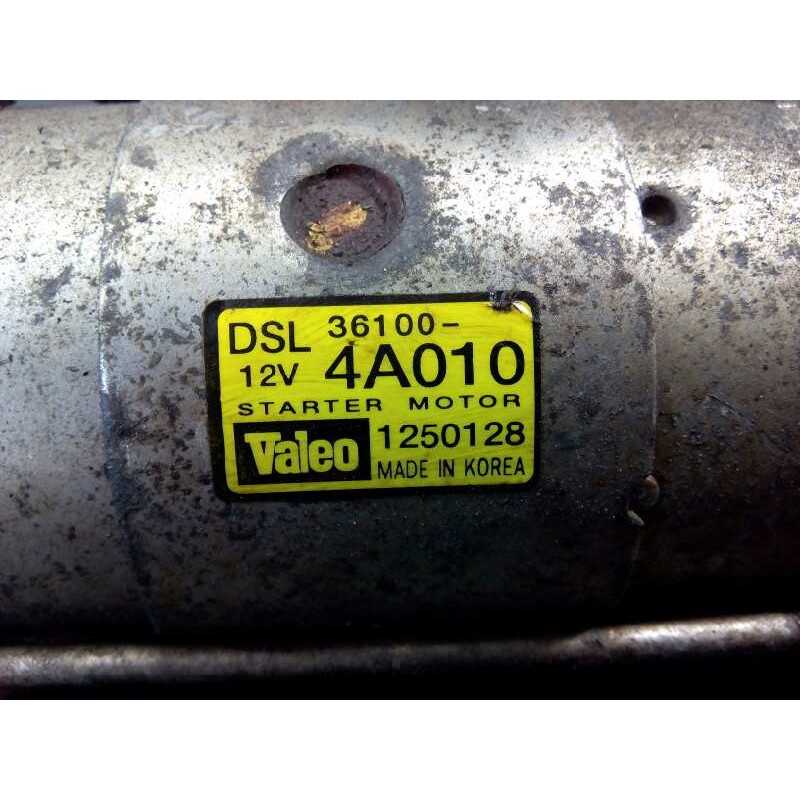 DSL 36100-
12V 4A010
STARTER MOTOR
Valeo 1250128
MADE IN KOREA